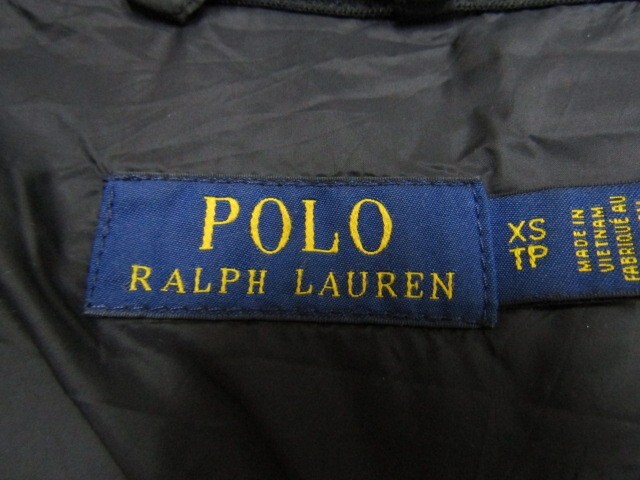 POLO
RALPH LAUREN
XS
TP
MADE IN
VIETNAM
FABRIQUÉ AU